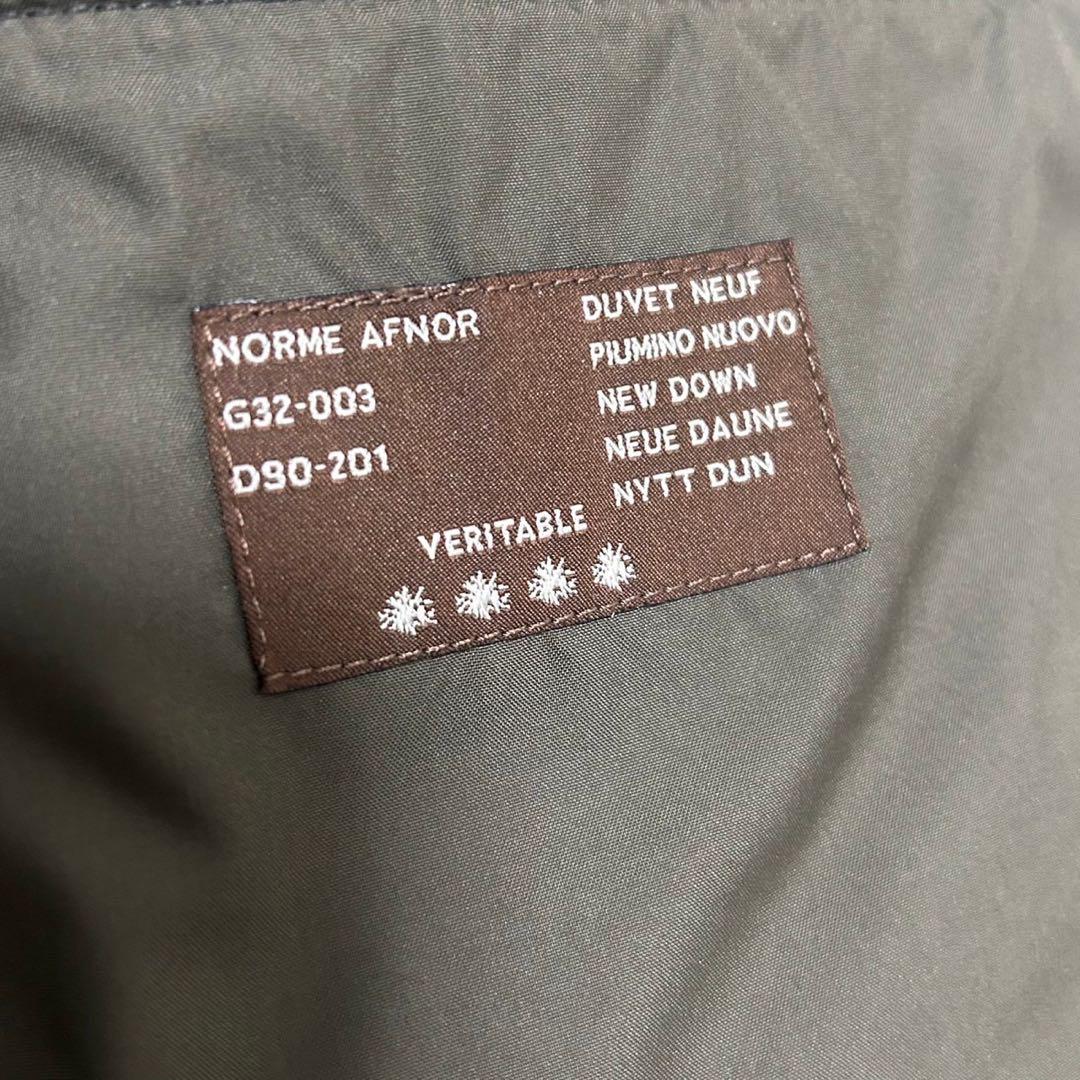 NORME AFNOR
G32-003
D90-201
DUVET NEUF
PIUMINO NUOVO
NEW DOWN
NEUE DAUNE
NYTT DUN
VERITABLE